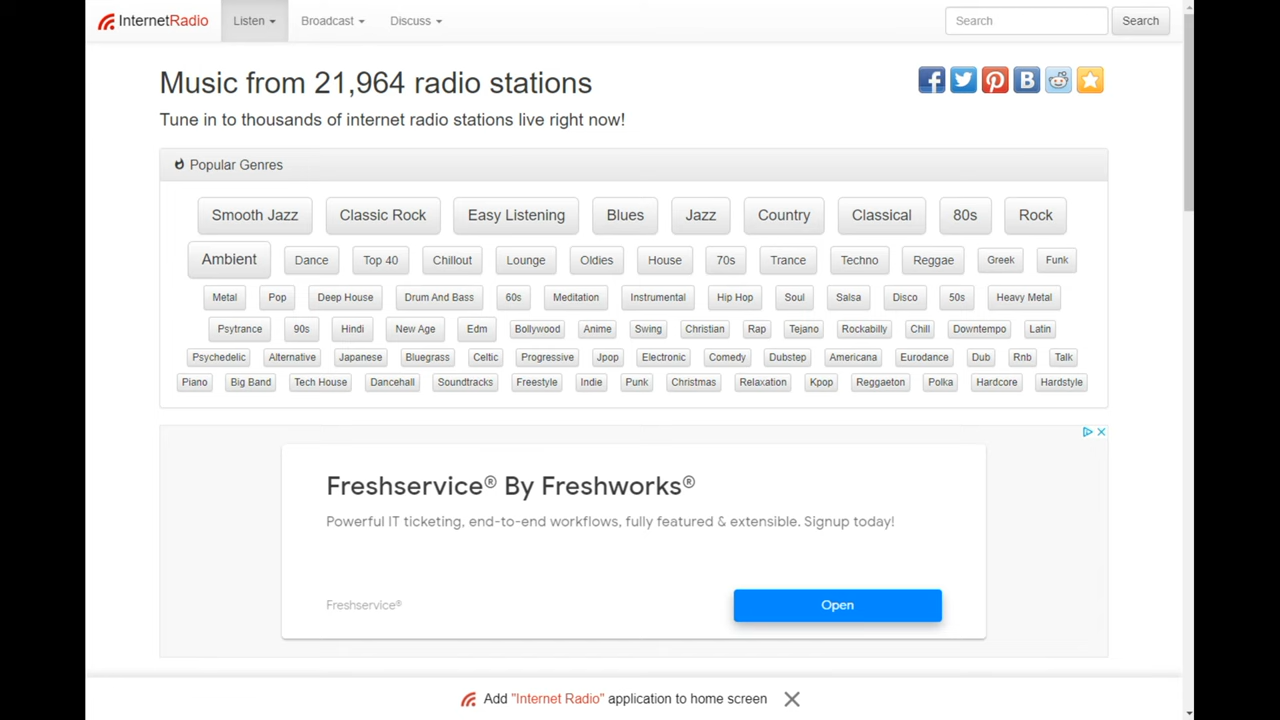 InternetRadio Listen Broadcast Discuss Search Search
Music from 21,964 radio stations
Tune in to thousands of internet radio stations live right now!
Popular Genres
Smooth Jazz Classic Rock Easy Listening Blues Jazz Country Classical 80s Rock
Ambient Dance Top 40 Chillout Lounge Oldies House 70s Trance Techno Reggae Greek Funk
Metal Pop Deep House Drum And Bass 60s Meditation Instrumental Hip Hop Soul Salsa Disco 50s Heavy Metal
Psytrance 90s Hindi New Age Edm Bollywood Anime Swing Christian Rap Tejano Rockabilly Chill Downtempo Latin
Psychedelic Alternative Japanese Bluegrass Celtic Progressive Jpop Electronic Comedy Dubstep Americana Eurodance Dub Rnb Talk
Piano Big Band Tech House Dancehall Soundtracks Freestyle Indie Punk Christmas Relaxation Kpop Reggaeton Polka Hardcore Hardstyle
Freshservice® By Freshworks®
Powerful IT ticketing, end-to-end workflows, fully featured & extensible. Signup today!
Freshservice® Open
Add "Internet Radio" application to home screen